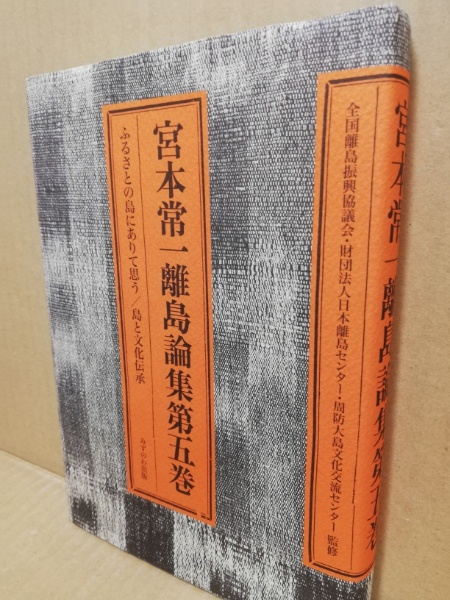 宮本常一離島論集第五巻
ふるさとの島にありて思う/島と文化伝承
みずのわ出版
全国離島振興協議会・財団法人日本離島センター・周防大島文化交流センター 監修
宮本常一離島論集第五巻